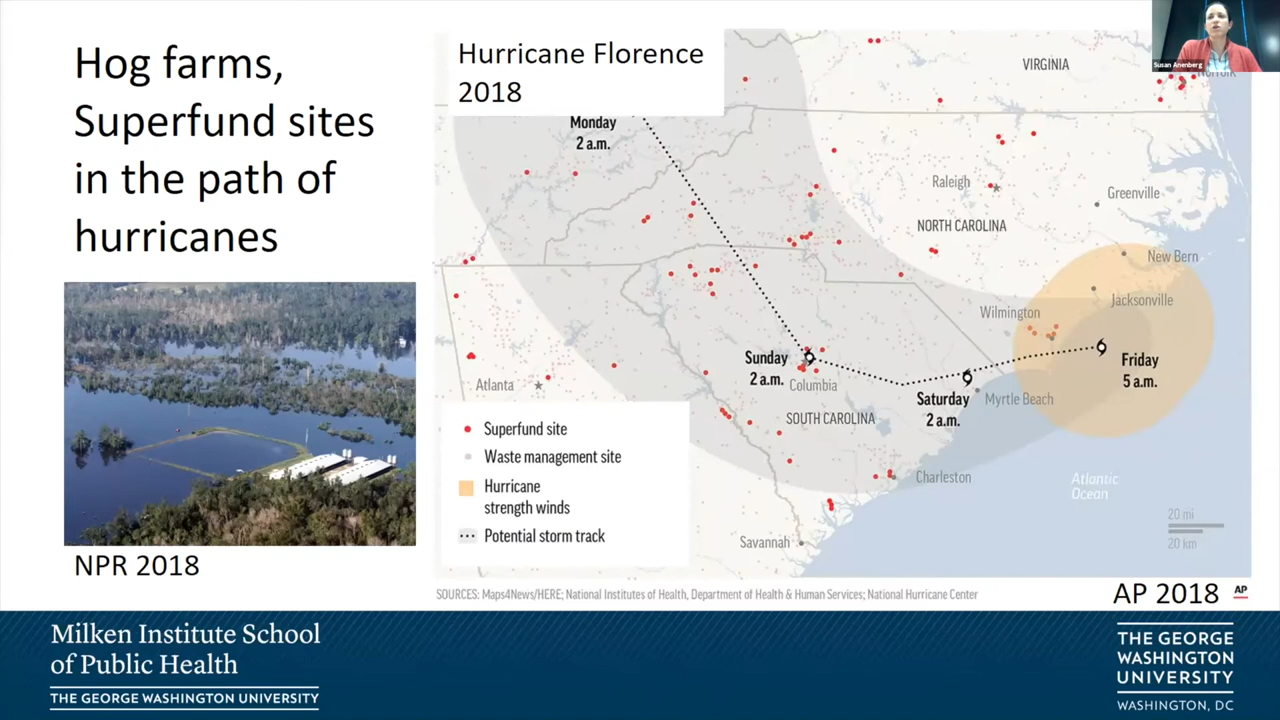 Hog farms,
Superfund sites
in the path of
hurricanes
NPR 2018
Hurricane Florence
2018
Monday
2 a.m.
VIRGINIA
Norfolk
Raleigh
Greenville
NORTH CAROLINA
New Bern
Jacksonville
Wilmington
Sunday
2 a.m.
Columbia
Friday
5 a.m.
Atlanta
Saturday
2 a.m.
Myrtle Beach
SOUTH CAROLINA
Charleston
Atlantic
Ocean
Savannah
20 mi
20 km
Superfund site
Waste management site
Hurricane
strength winds
Potential storm track
SOURCES: Maps4News/HERE; National Institutes of Health, Department of Health & Human Services; National Hurricane Center
AP 2018
AP
Susan Anenberg
Milken Institute School
of Public Health
THE GEORGE WASHINGTON UNIVERSITY
THE GEORGE
WASHINGTON
UNIVERSITY
WASHINGTON, DC